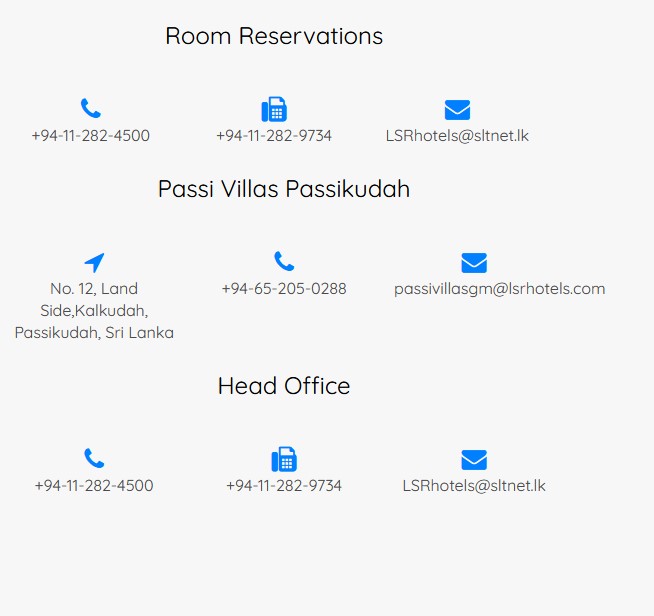 Room Reservations
+94-11-282-4500
+94-11-282-9734
LSRhotels@sltnet.lk
Passi Villas Passikudah
No. 12, Land
Side,Kalkudah,
Passikudah, Sri Lanka
+94-65-205-0288
passivillasgm@lsrhotels.com
Head Office
+94-11-282-4500
+94-11-282-9734
LSRhotels@sltnet.lk